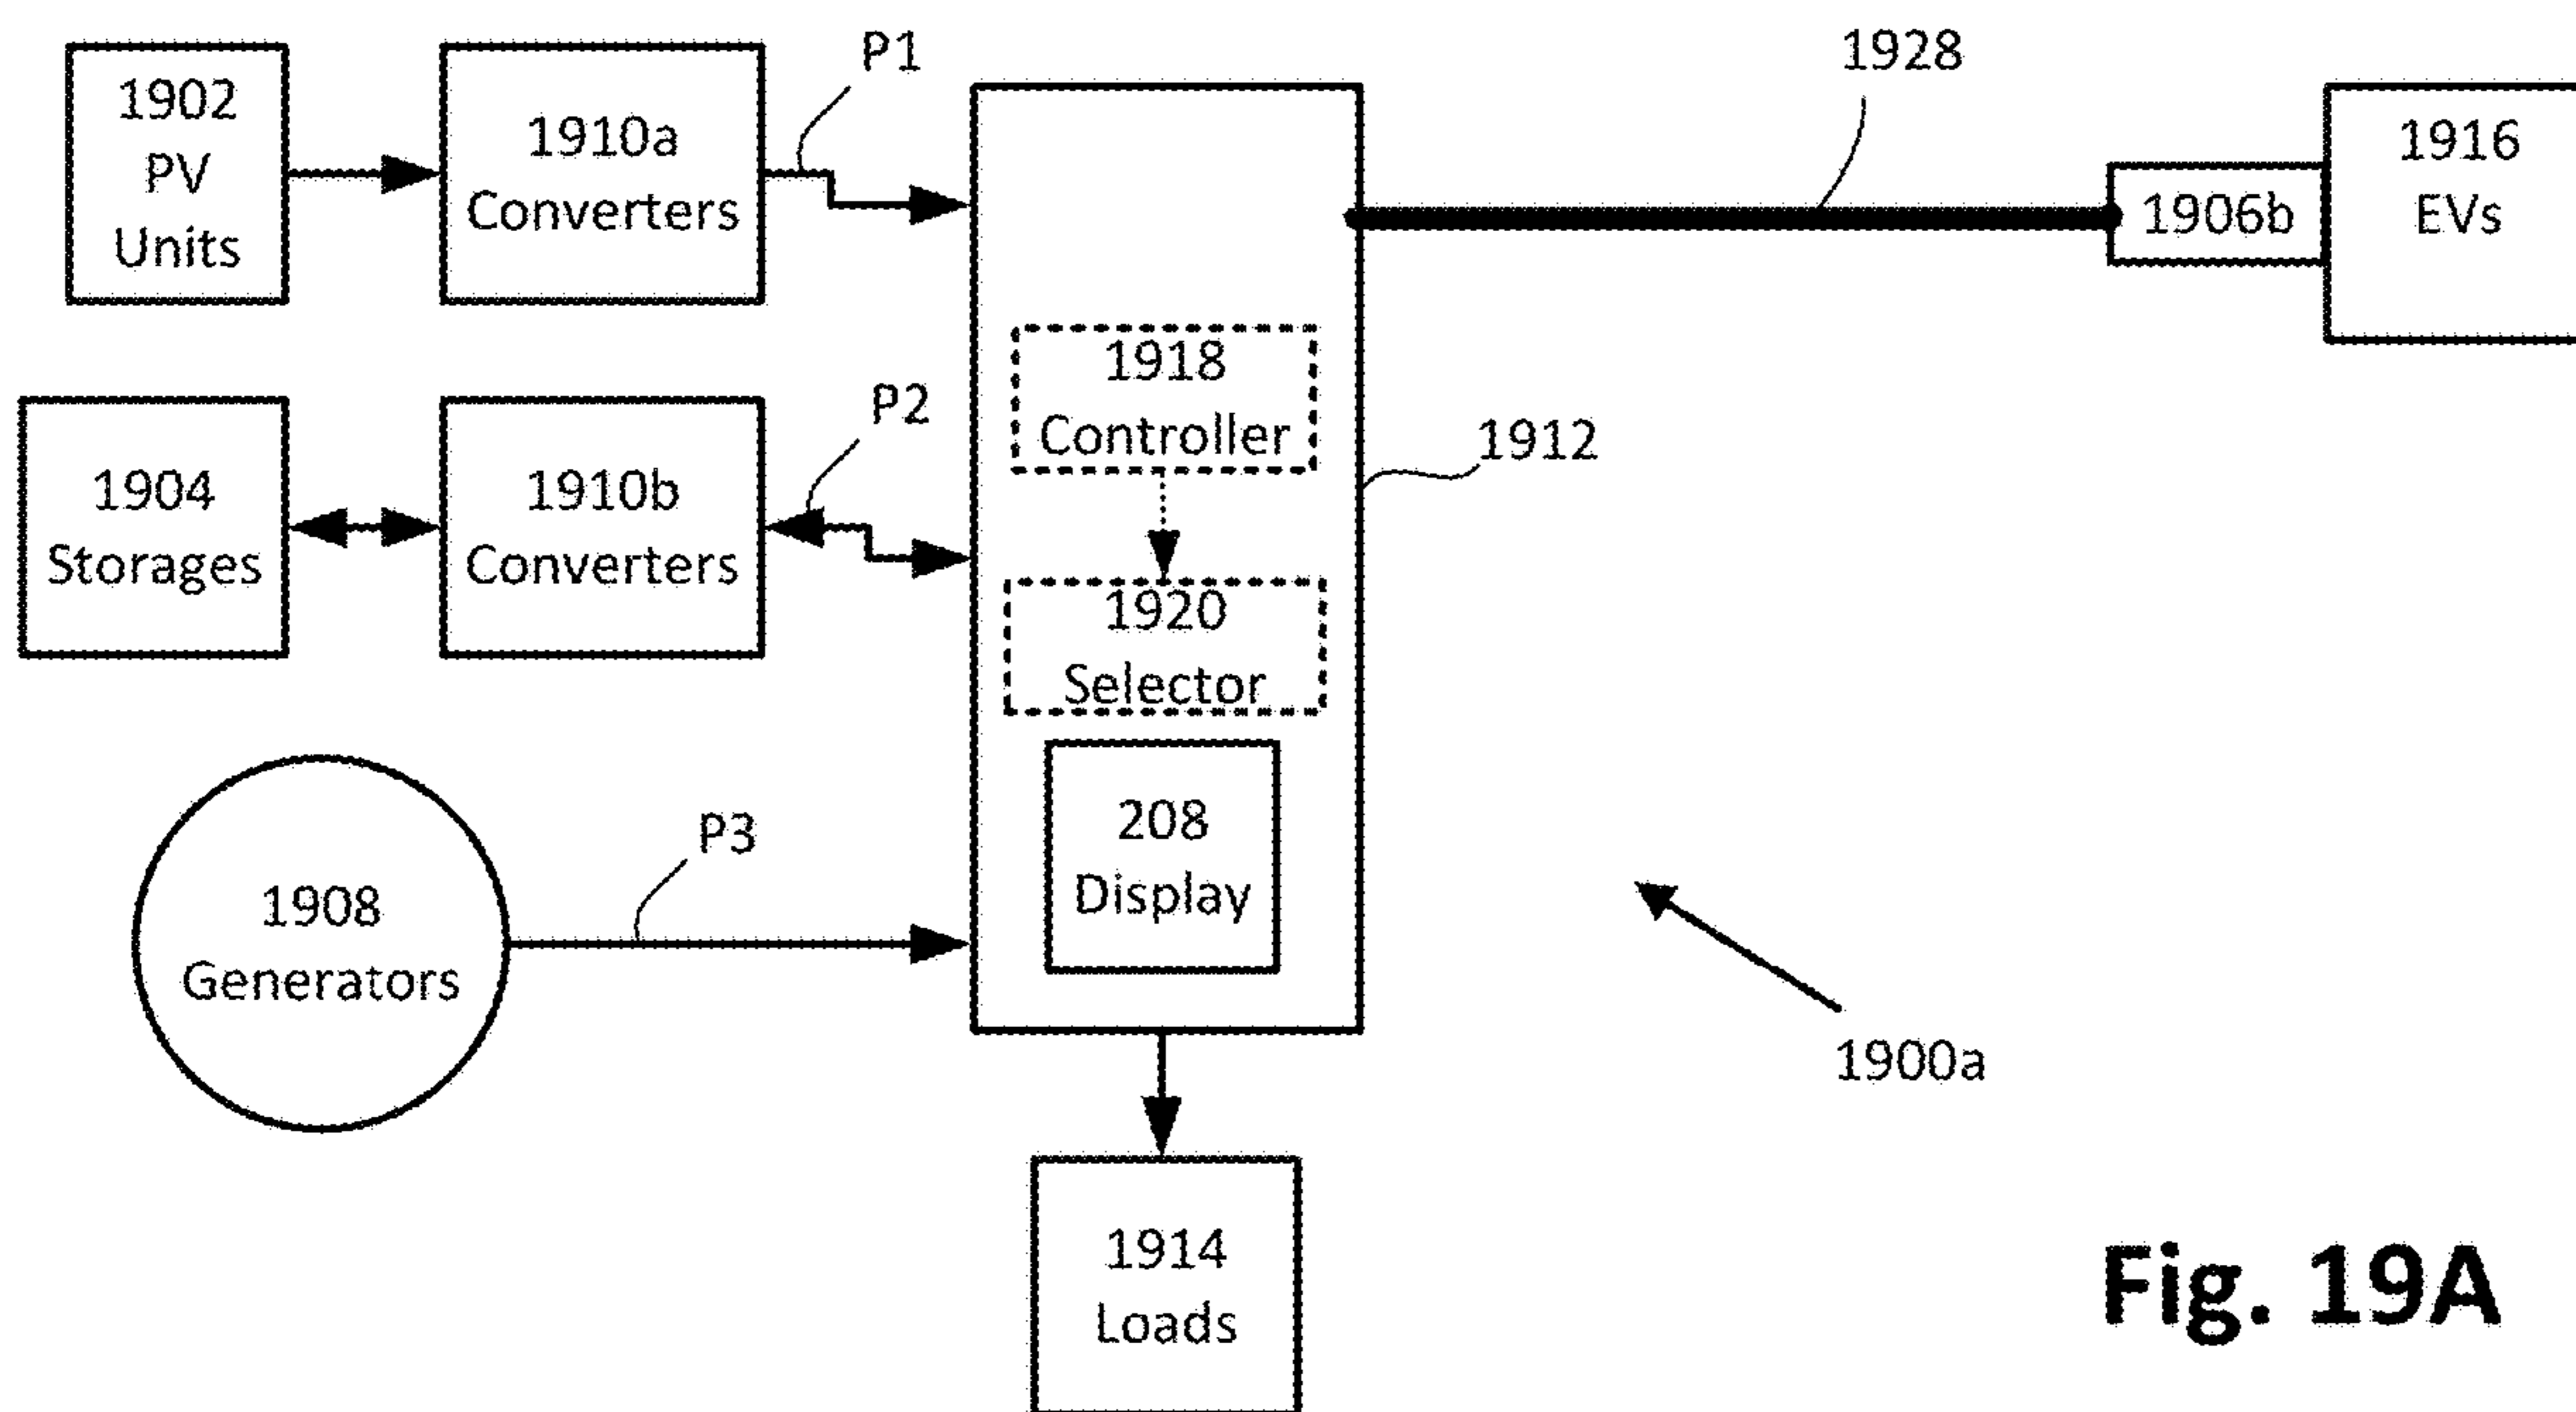 1902
PV
Units
1910a
Converters
P1
1928
1906b
1916
EVs
1904
Storages
1910b
Converters
P2
1918
Controller
1912
1920
Selector
1908
Generators
P3
208
Display
1900a
1914
Loads
Fig. 19A